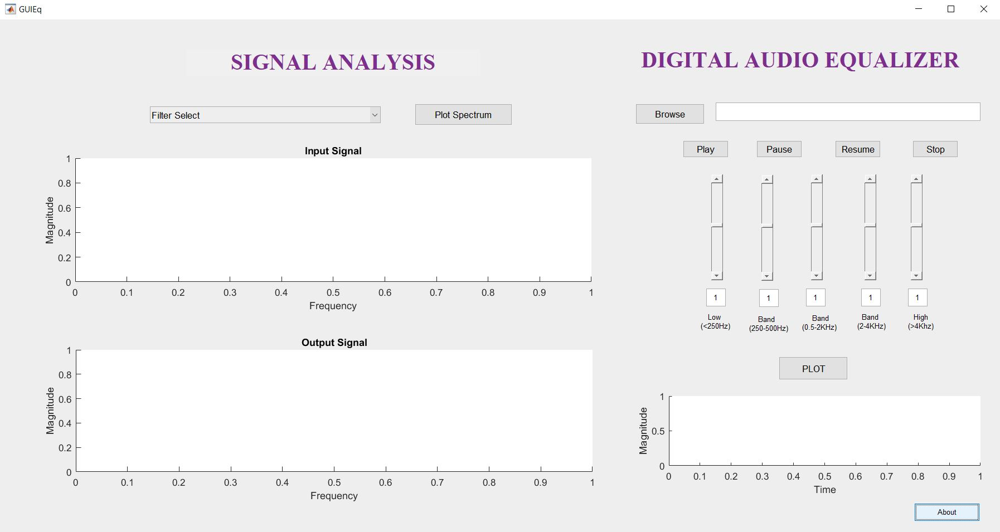 GUIEq
SIGNAL ANALYSIS
Filter Select
Plot Spectrum
Input Signal
1
0.8
0.6
0.4
0.2
0
Magnitude
0 0.1 0.2 0.3 0.4 0.5 0.6 0.7 0.8 0.9 1
Frequency
Output Signal
1
0.8
0.6
0.4
0.2
0
Magnitude
0 0.1 0.2 0.3 0.4 0.5 0.6 0.7 0.8 0.9 1
Frequency
DIGITAL AUDIO EQUALIZER
Browse
Play
Pause
Resume
Stop
1 1 1 1 1
Low
(<250Hz)
Band
(250-500Hz)
Band
(0.5-2KHz)
Band
(2-4KHz)
High
(>4Khz)
PLOT
1
0.5
0
Magnitude
0 0.1 0.2 0.3 0.4 0.5 0.6 0.7 0.8 0.9 1
Time
About